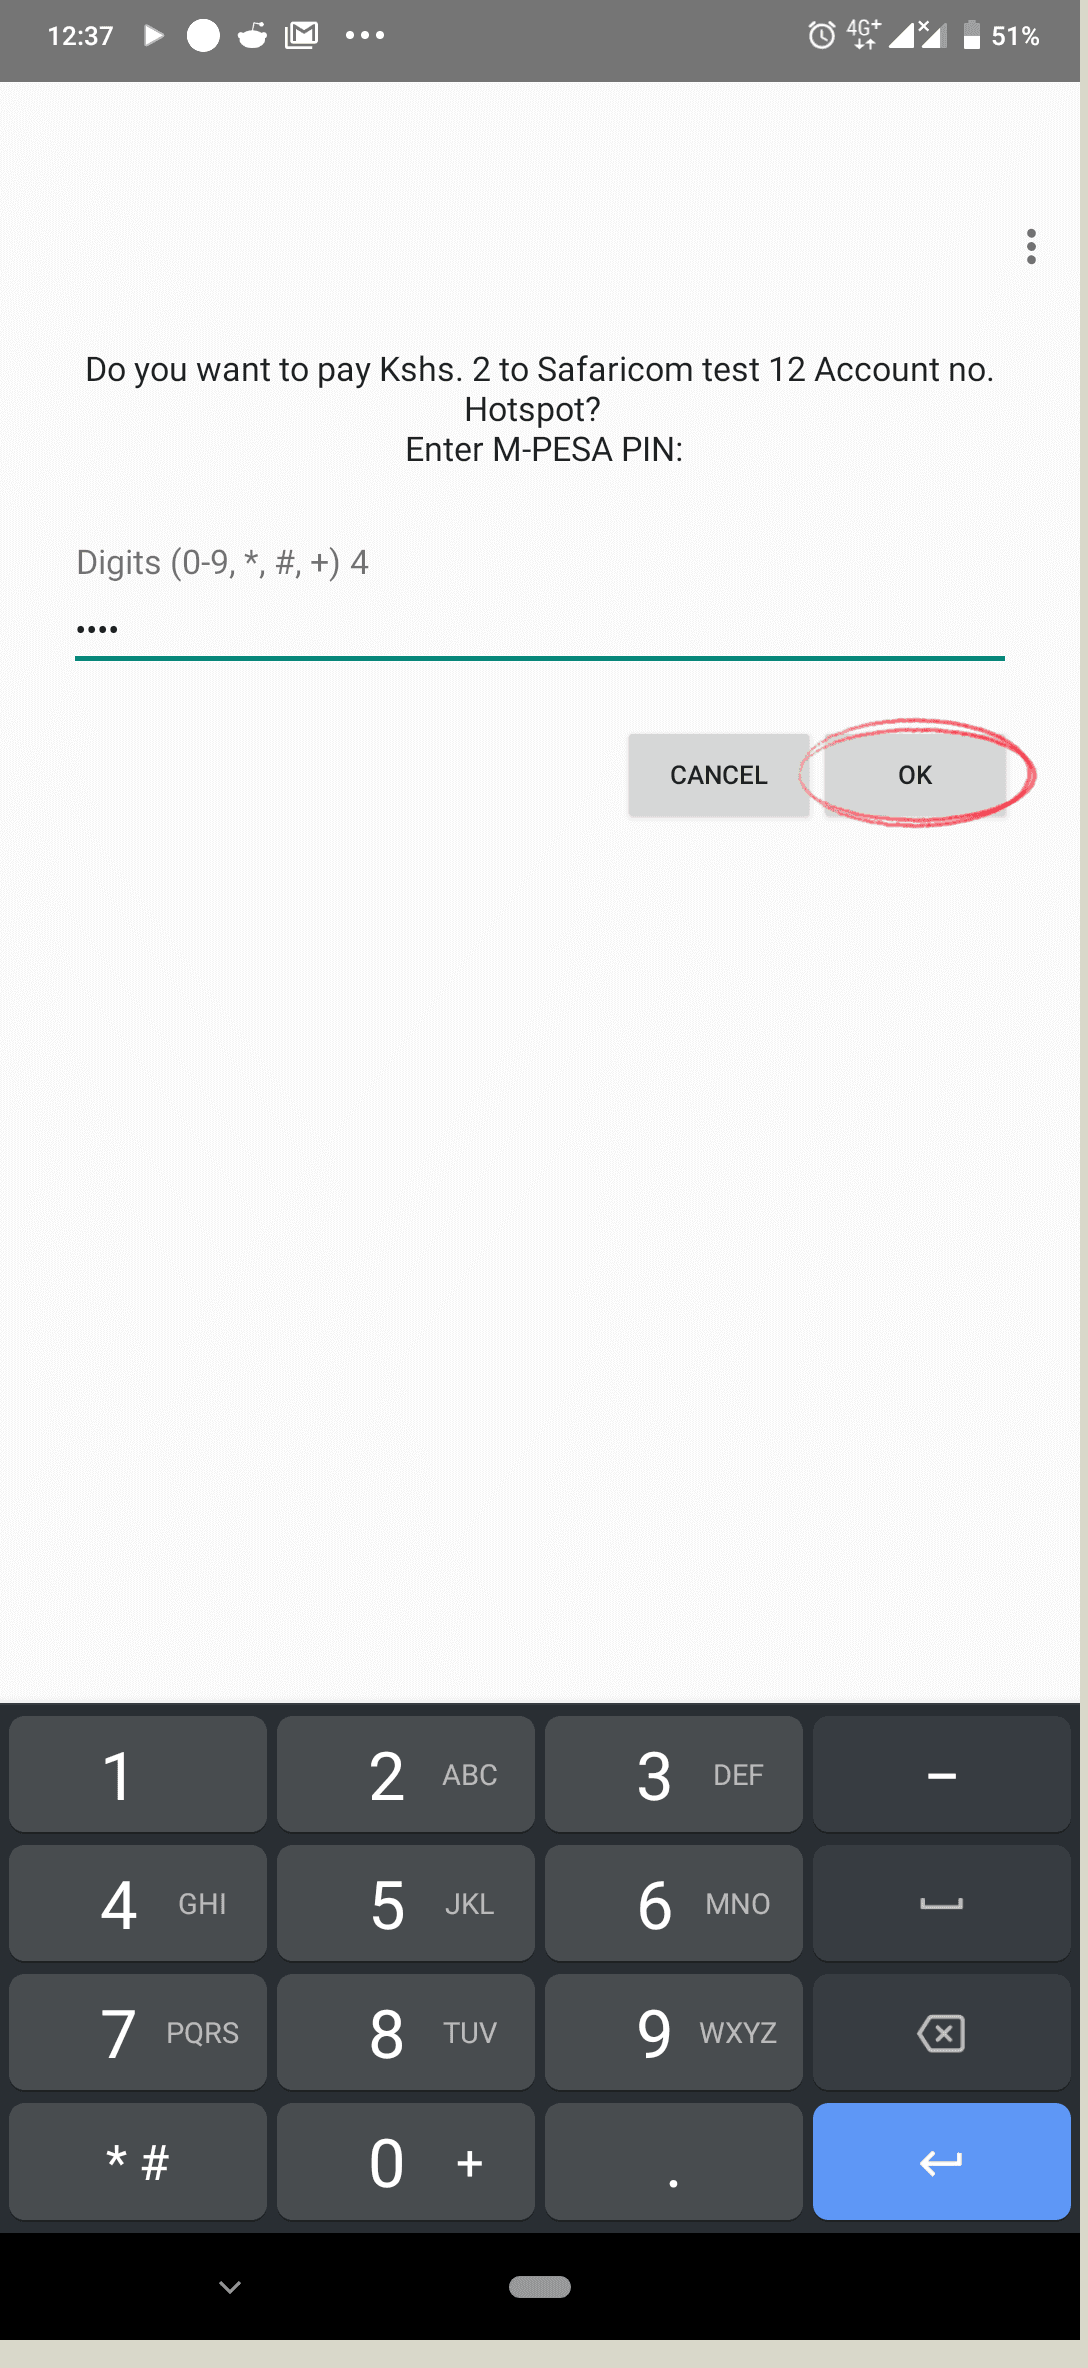 12:37
4G+
51%
Do you want to pay Kshs. 2 to Safaricom test 12 Account no.
Hotspot?
Enter M-PESA PIN:
Digits (0-9, *, #, +) 4
••••
CANCEL OK
1 2 ABC 3 DEF –
4 GHI 5 JKL 6 MNO
7 PQRS 8 TUV 9 WXYZ
* # 0 + .